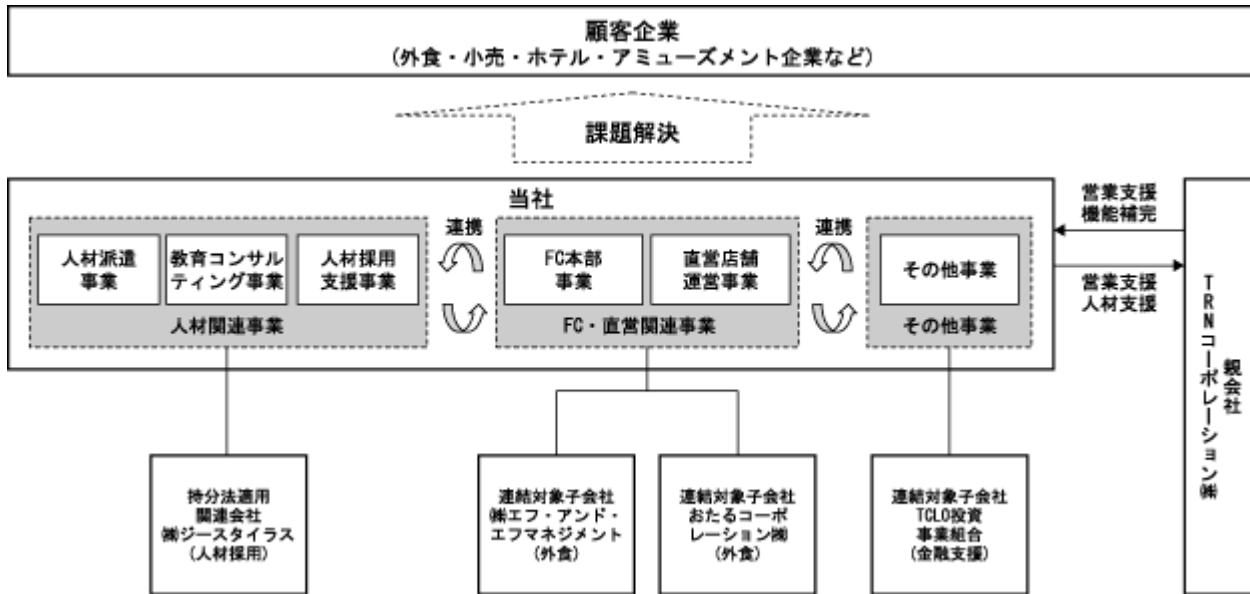 顧客企業
(外食・小売・ホテル・アミューズメント企業など)
課題解決
当社
人材派遣
事業
教育コンサル
ティング事業
人材採用
支援事業
人材関連事業
連携
FC本部
事業
直営店舗
運営事業
FC・直営関連事業
連携
その他事業
その他事業
営業支援
機能補完
営業支援
人材支援
親会社
TRNコーポレーション㈱
持分法適用
関連会社
㈱ジースタイラス
(人材採用)
連結対象子会社
㈱エフ・アンド・
エフマネジメント
(外食)
連結対象子会社
おたるコーポ
レーション㈱
(外食)
連結対象子会社
TCLO投資
事業組合
(金融支援)